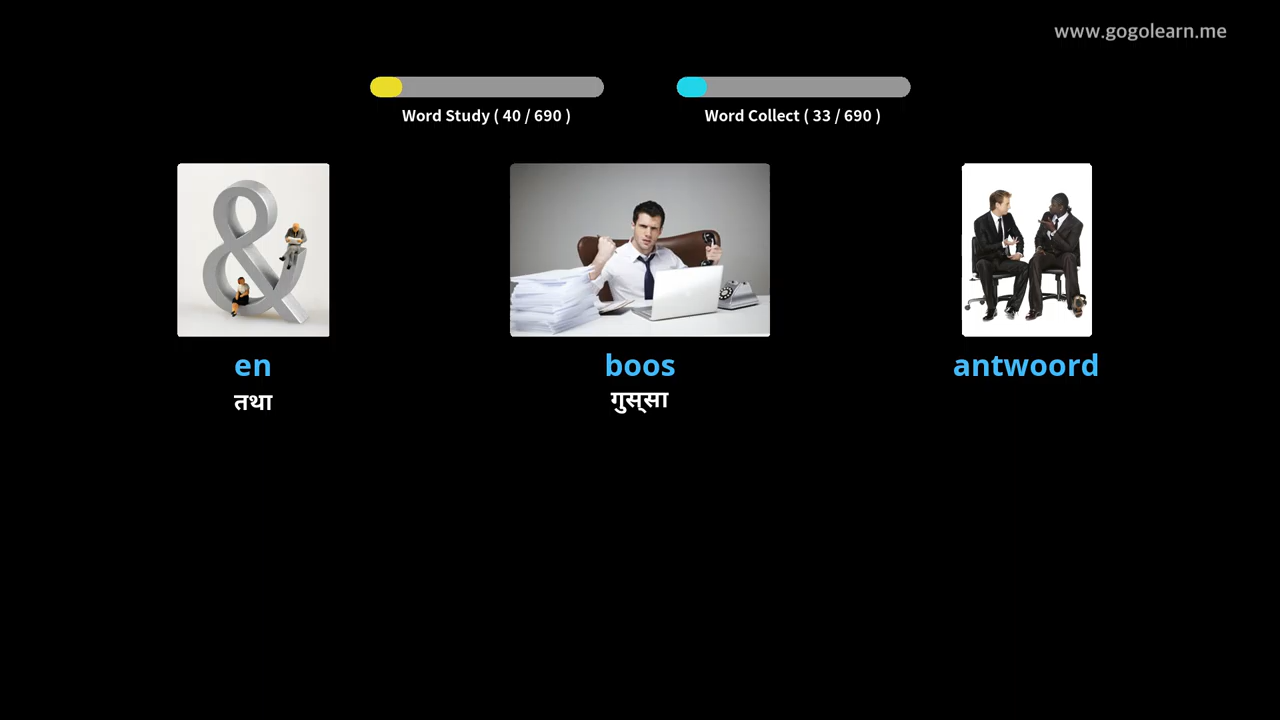 www.gogolearn.me
Word Study ( 40 / 690 )
Word Collect ( 33 / 690 )
&
en
boos
antwoord
तथा
गुस्सा